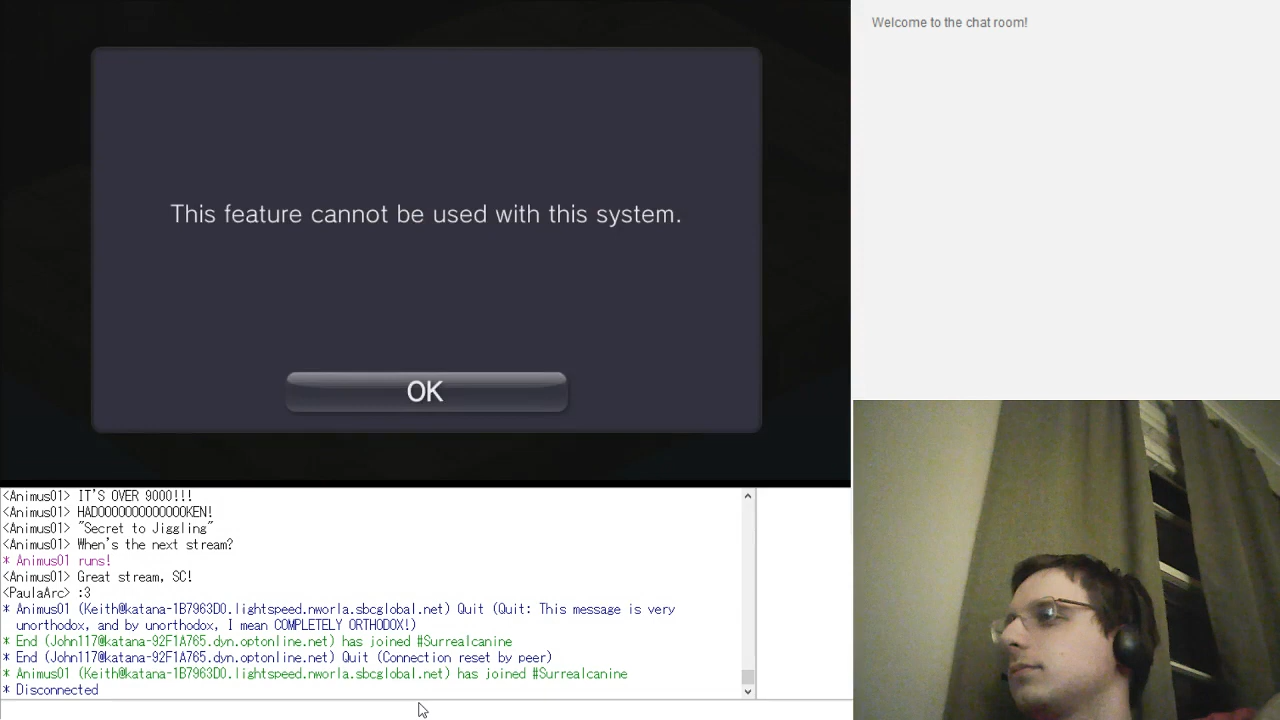 Welcome to the chat room!
This feature cannot be used with this system.
OK
<Animus01> IT'S OVER 9000!!!
<Animus01> HADOOOOOOOOOOOOOKEN!
<Animus01> "Secret to Jiggling"
<Animus01> When's the next stream?
* Animus01 runs!
<Animus01> Great stream, SC!
<PaulaArc> :3
* Animus01 (Keith@katana-1B7963D0.lightspeed.nworla.sbcglobal.net) Quit (Quit: This message is very
unorthodox, and by unorthodox, I mean COMPLETELY ORTHODOX!)
* End (John117@katana-92F1A765.dyn.optonline.net) has joined #Surrealcanine
* End (John117@katana-92F1A765.dyn.optonline.net) Quit (Connection reset by peer)
* Animus01 (Keith@katana-1B7963D0.lightspeed.nworla.sbcglobal.net) has joined #Surrealcanine
* Disconnected